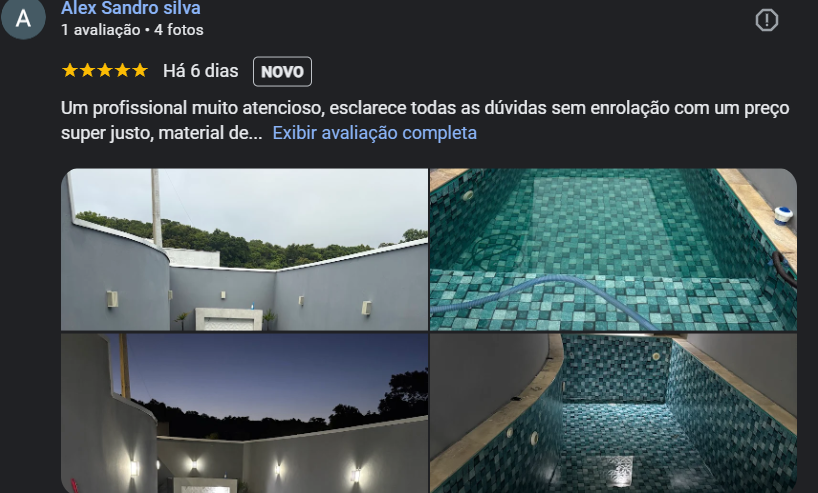 A
Alex Sandro silva
1 avaliação • 4 fotos
Há 6 dias NOVO
Um profissional muito atencioso, esclarece todas as dúvidas sem enrolação com um preço
super justo, material de... Exibir avaliação completa